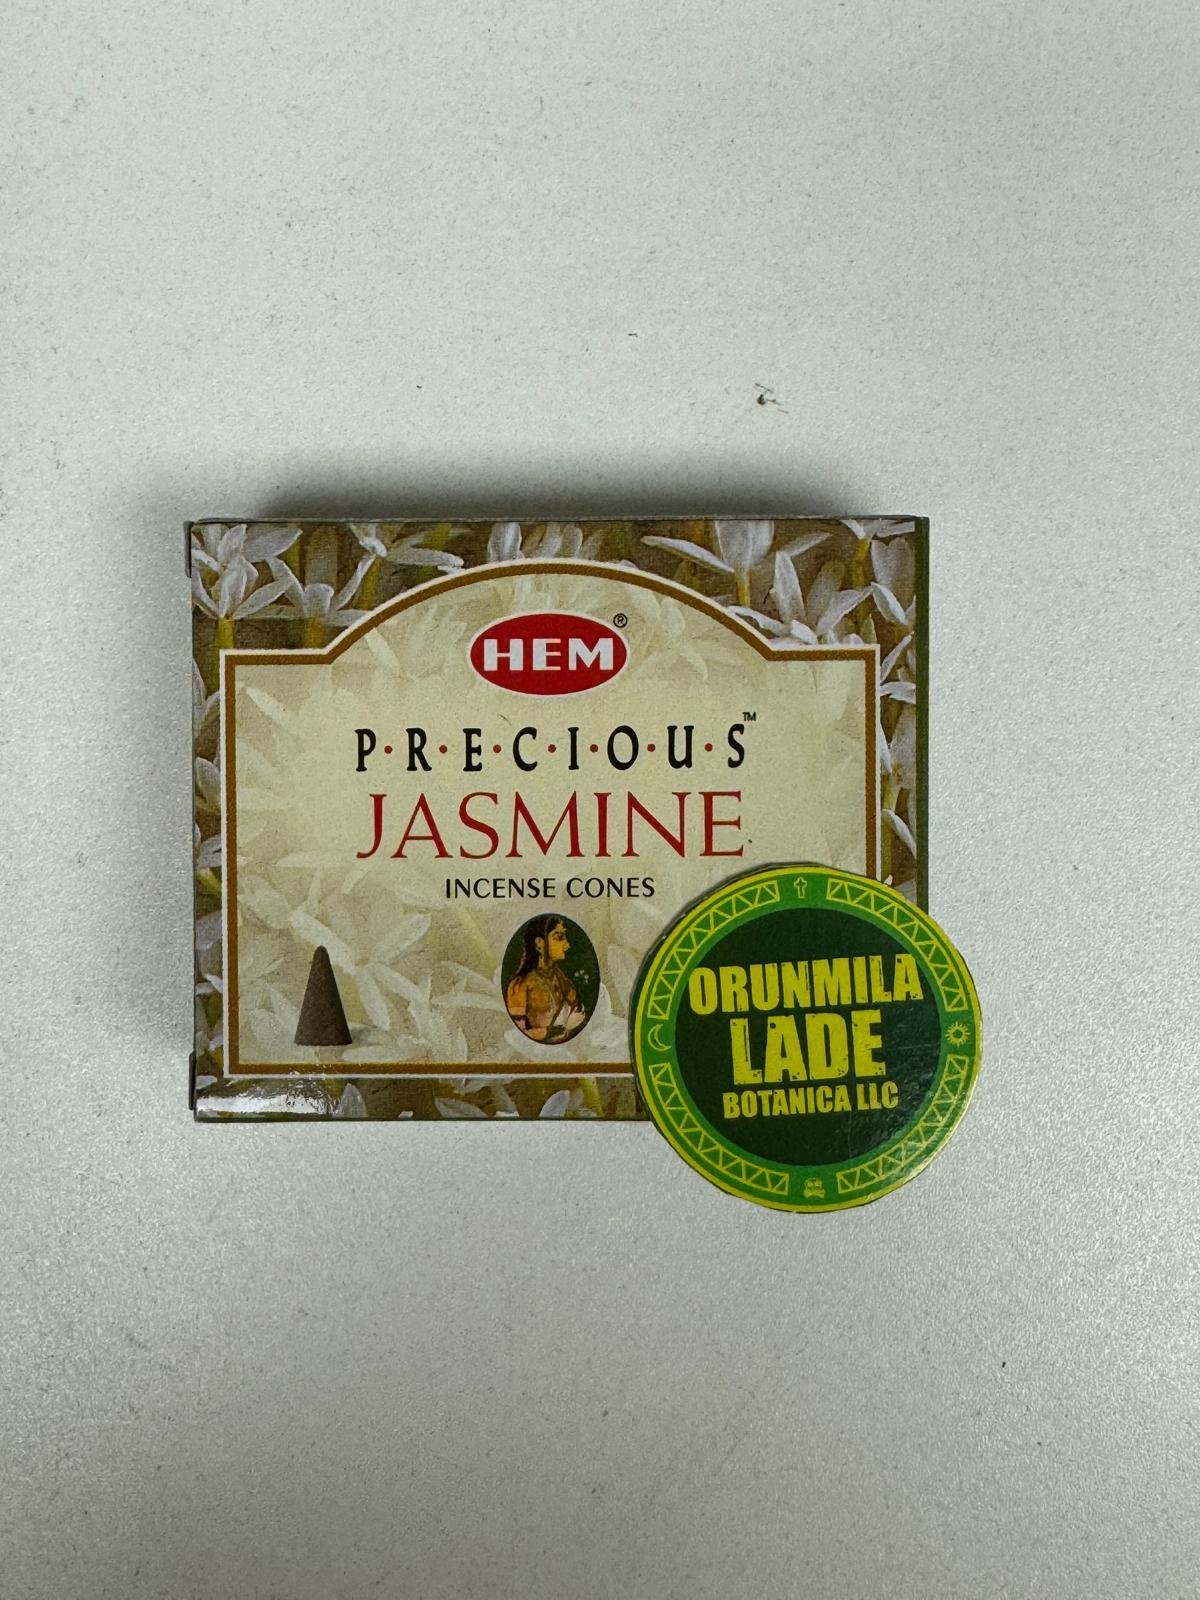 HEM®
P·R·E·C·I·O·U·S™
JASMINE
INCENSE CONES
ORUNMILA
LADE
BOTANICA LLC